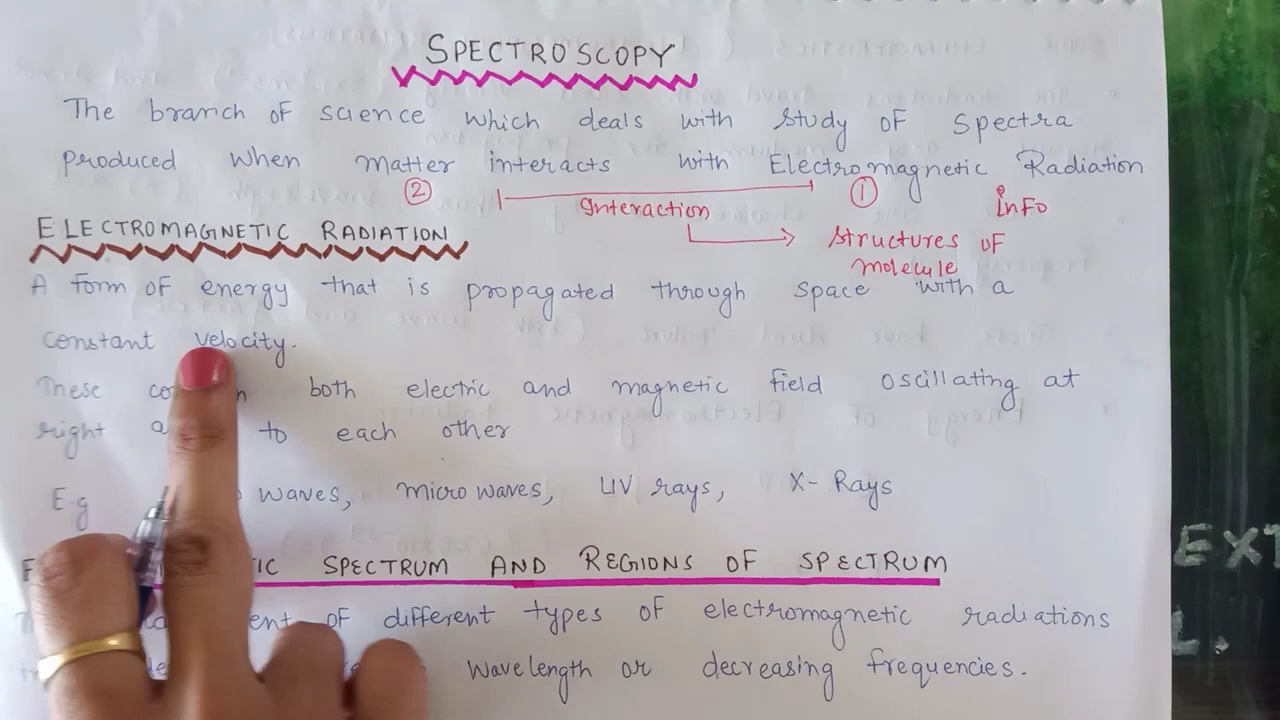 SPECTROSCOPY
The branch of science which deals with study of Spectra
produced when matter interacts with Electromagnetic Radiation
② Interaction ① info
ELECTROMAGNETIC RADIATION
structures of
molecule
A form of energy that is propagated through space with a
constant velocity.
These both electric and magnetic field oscillating at
right to each other
E.g waves, micro waves, UV rays, X-Rays
SPECTRUM AND REGIONS OF SPECTRUM
of different types of electromagnetic radiations
wavelength or decreasing frequencies.
EXT
L.